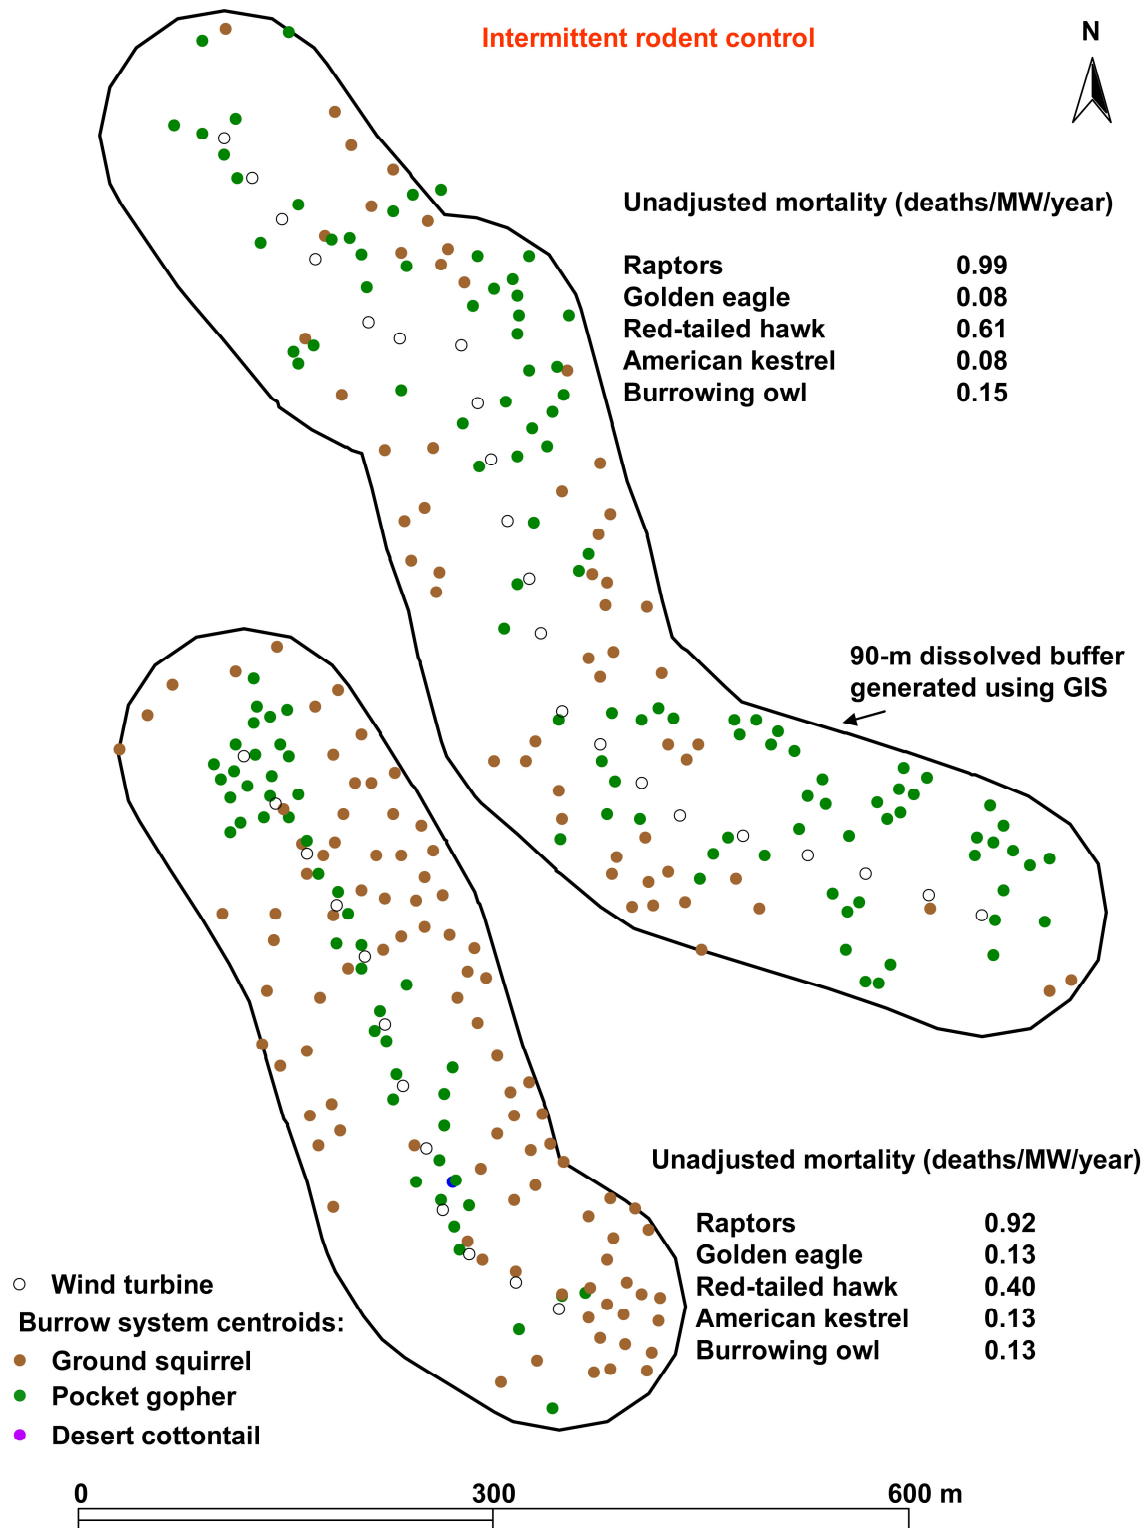 Intermittent rodent control
N
Unadjusted mortality (deaths/MW/year)
Raptors 0.99
Golden eagle 0.08
Red-tailed hawk 0.61
American kestrel 0.08
Burrowing owl 0.15
90-m dissolved buffer
generated using GIS
Unadjusted mortality (deaths/MW/year)
Raptors 0.92
Golden eagle 0.13
Red-tailed hawk 0.40
American kestrel 0.13
Burrowing owl 0.13
Wind turbine
Burrow system centroids:
Ground squirrel
Pocket gopher
Desert cottontail
0 300 600 m